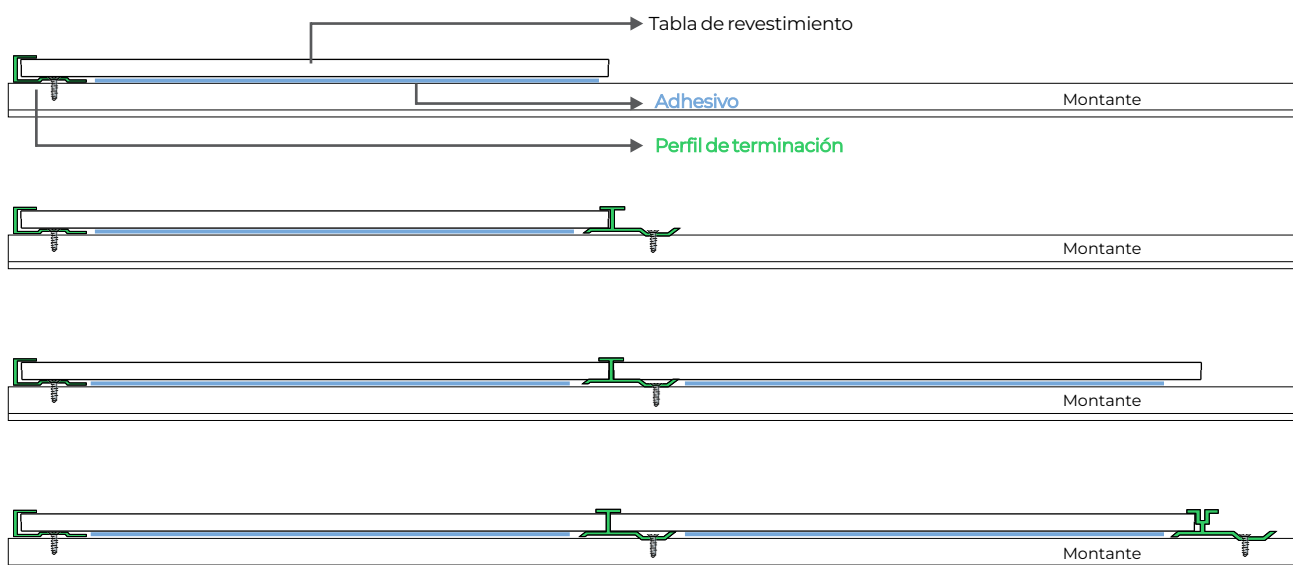 Tabla de revestimiento
Adhesivo
Montante
Perfil de terminación
Montante
Montante
Montante